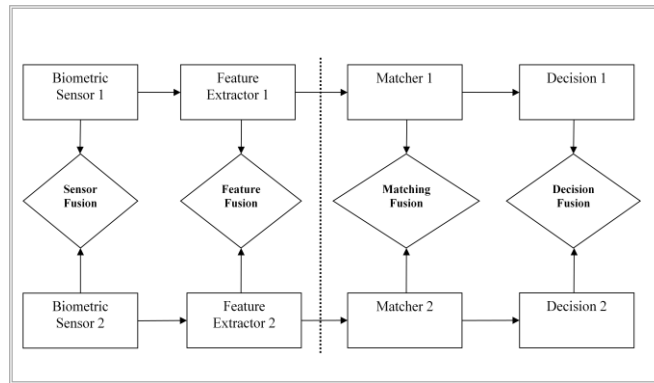 Biometric
Sensor 1
Feature
Extractor 1
Matcher 1
Decision 1
Sensor
Fusion
Feature
Fusion
Matching
Fusion
Decision
Fusion
Biometric
Sensor 2
Feature
Extractor 2
Matcher 2
Decision 2